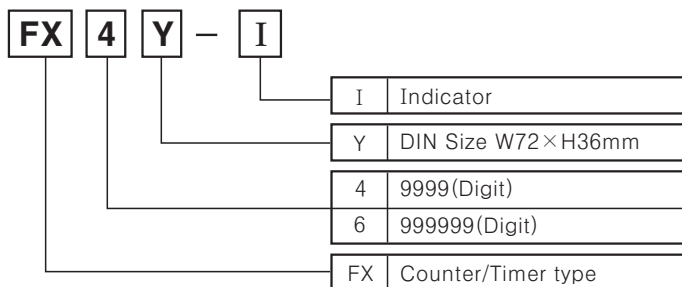 FX 4 Y - I
I Indicator
Y DIN Size W72×H36mm
4 9999(Digit)
6 999999(Digit)
FX Counter/Timer type